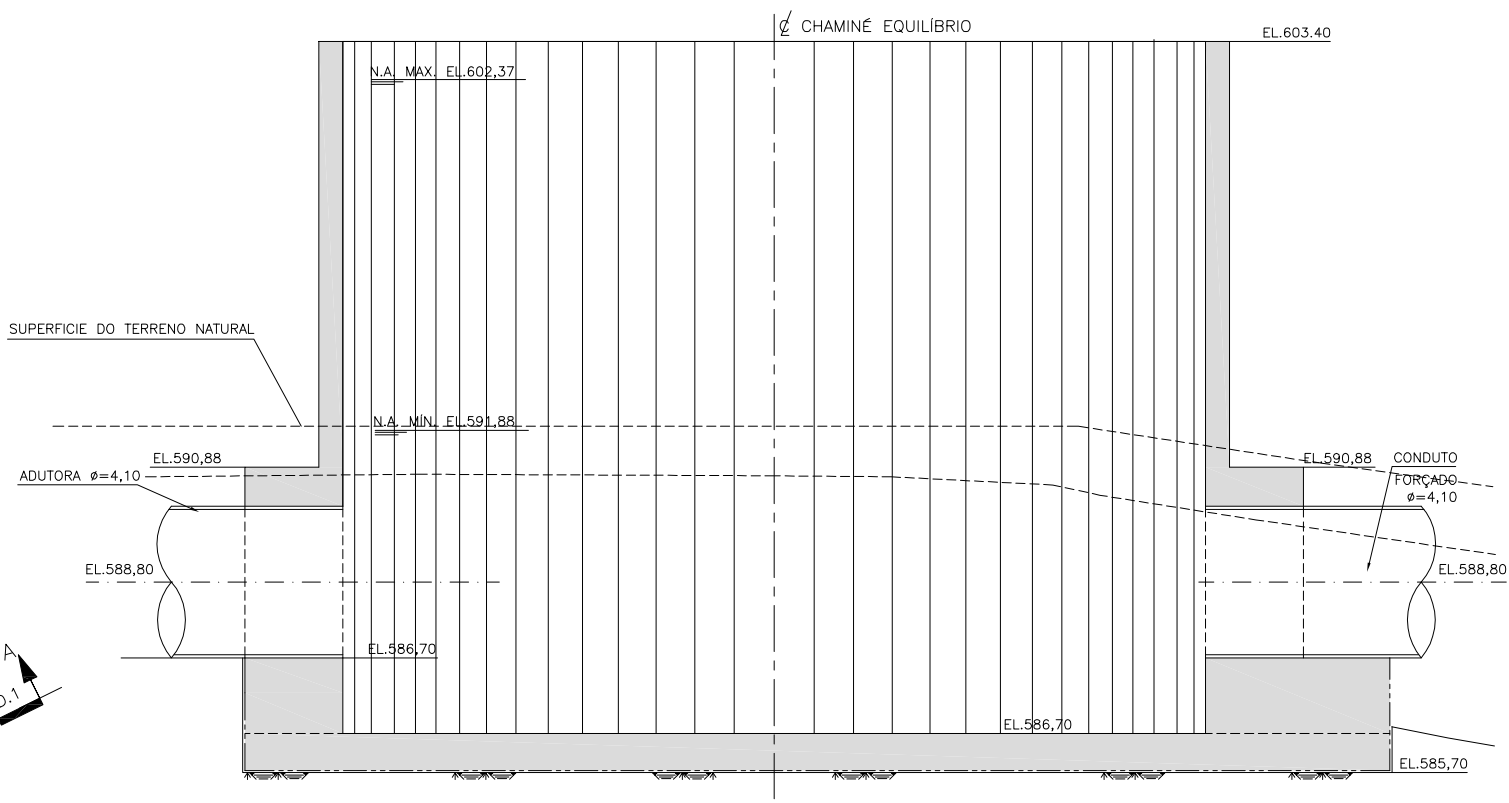 CHAMINÉ EQUILÍBRIO
EL.603.40
N.A. MAX. EL.602,37
SUPERFICIE DO TERRENO NATURAL
N.A. MÍN. EL.591,88
EL.590,88
EL.590,88
CONDUTO
FORÇADO
ø=4,10
ADUTORA ø=4,10
EL.588,80
EL.588,80
EL.586,70
A
EL.586,70
EL.585,70